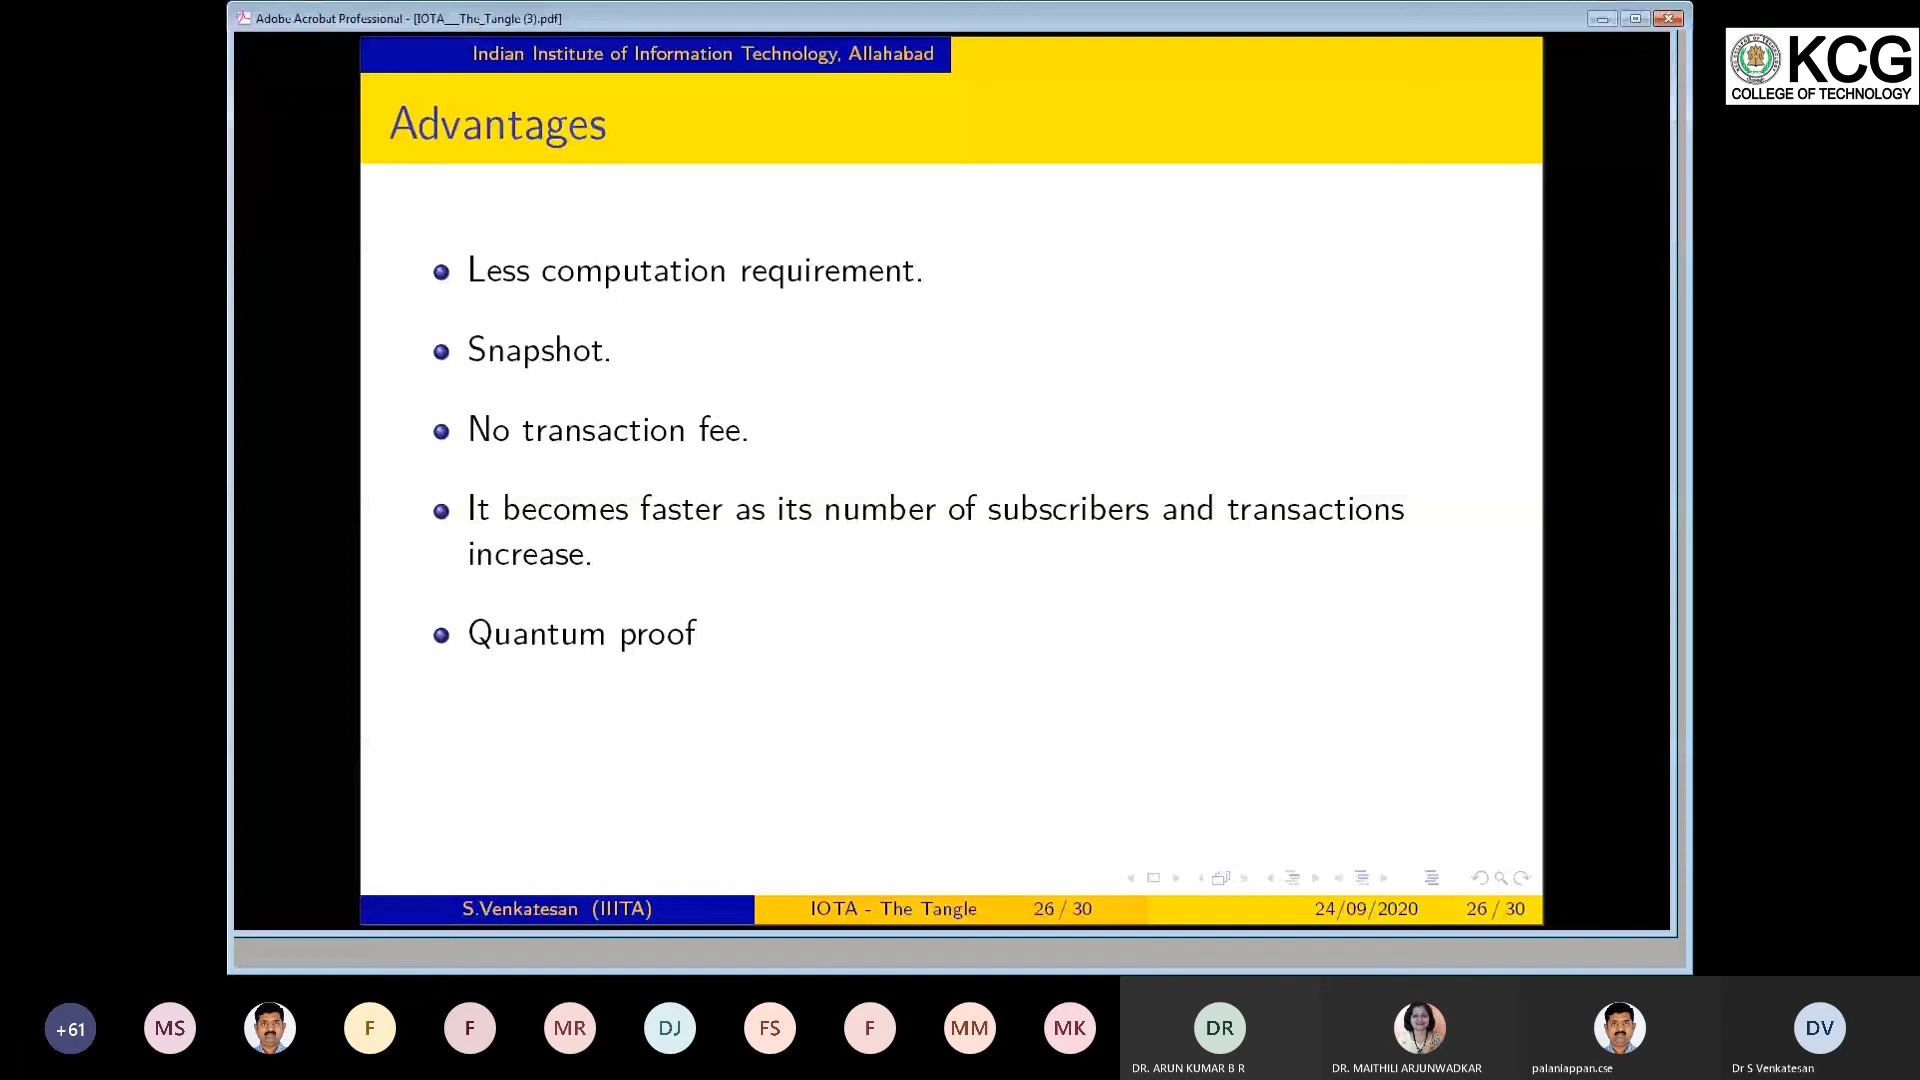 Adobe Acrobat Professional - [IOTA__The_Tangle (3).pdf]
KCG
COLLEGE OF TECHNOLOGY
Indian Institute of Information Technology, Allahabad
Advantages
Less computation requirement.
Snapshot.
No transaction fee.
It becomes faster as its number of subscribers and transactions
increase.
Quantum proof
S.Venkatesan (IIITA) IOTA - The Tangle 26 / 30 24/09/2020 26 / 30
+61 MS F F MR DJ FS F MM MK DR DV
DR. ARUN KUMAR B R DR. MAITHILI ARJUNWADKAR palaniappan.cse Dr S Venkatesan